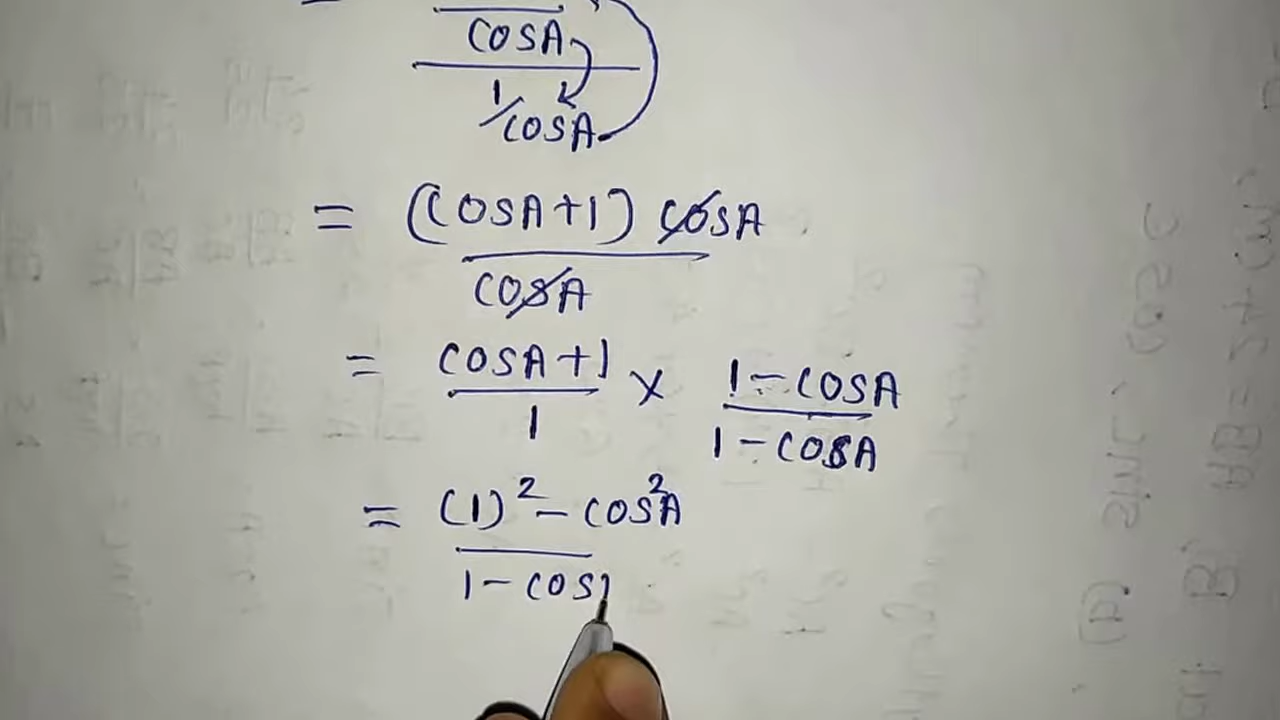 =
cosA
1/cosA
= (cosA+1) cosA
cosA
= cosA+1 × 1-cosA
1 1-cosA
= (1)² - cos²A
1-cos